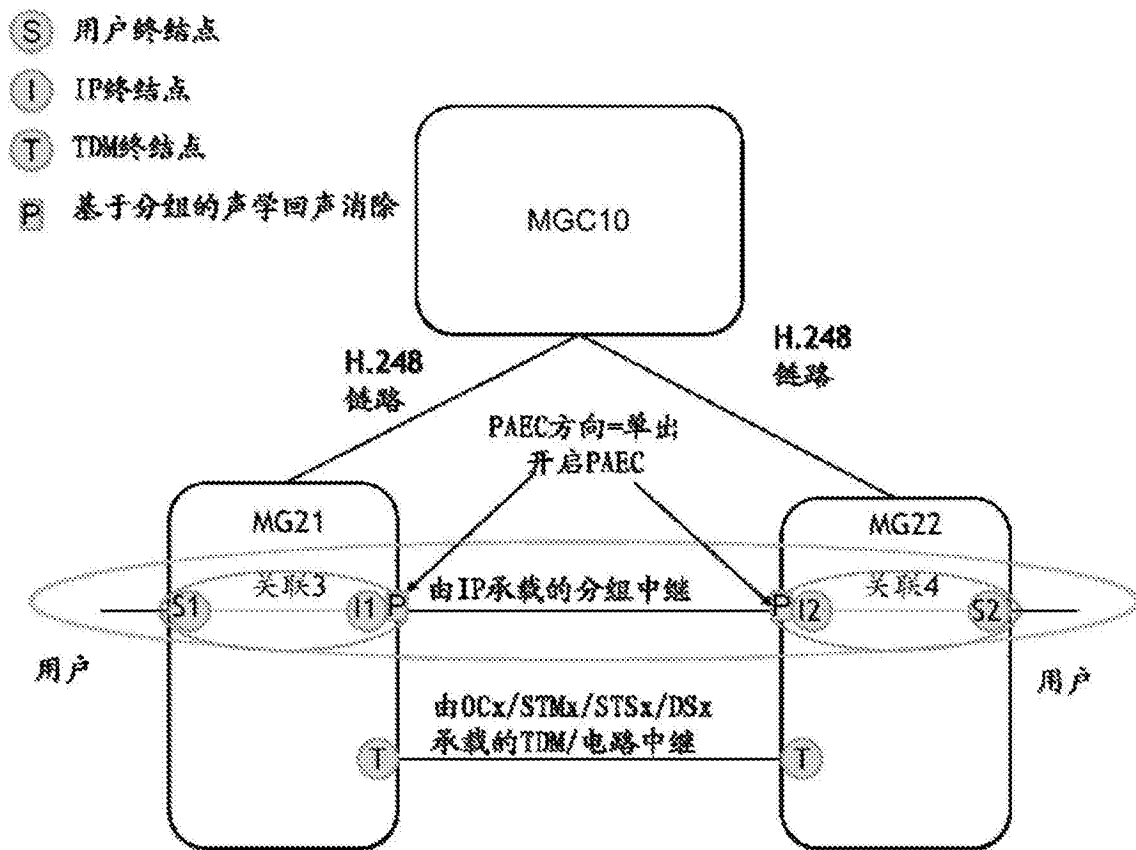 S 用户终结点
I IP终结点
T TDM终结点
P 基于分组的声学回声消除
MGC10
H.248
链路
H.248
链路
PAEC方向=单出
开启PAEC
MG21
MG22
关联3
关联4
S1
I1
P
由IP承载的分组中继
P
I2
S2
用户
用户
由OCx/STMx/STSx/DSx
承载的TDM/电路中继
T
T